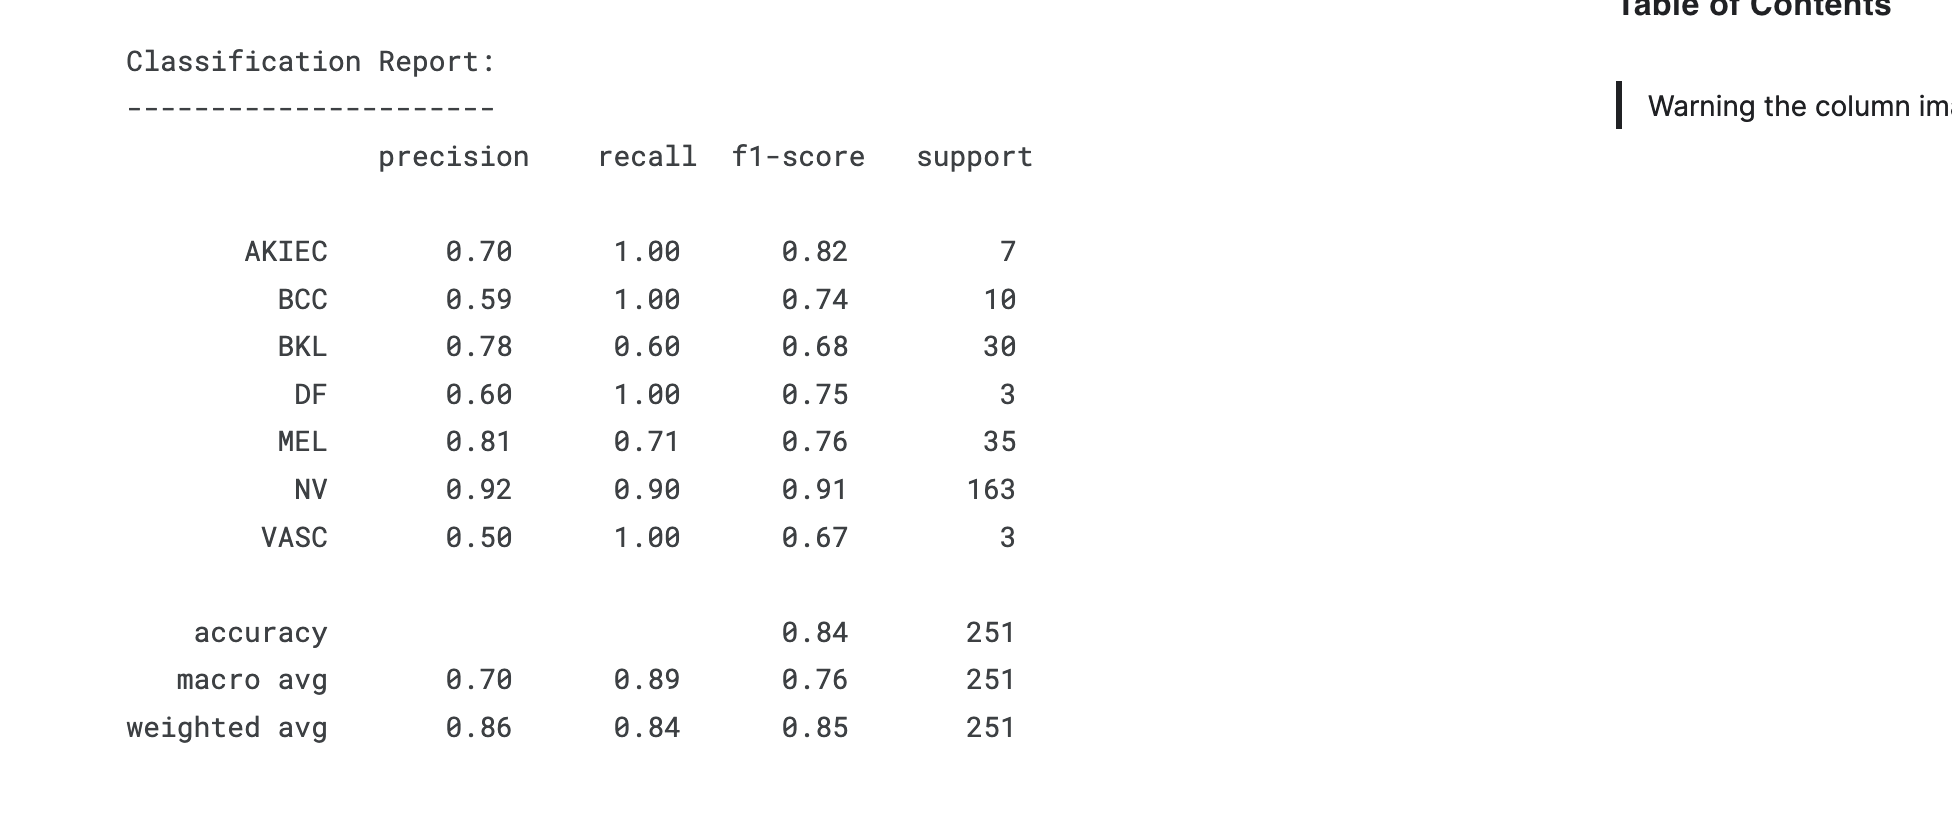 Table of Contents
Warning the column ima
Classification Report:
----------------------
precision recall f1-score support
AKIEC 0.70 1.00 0.82 7
BCC 0.59 1.00 0.74 10
BKL 0.78 0.60 0.68 30
DF 0.60 1.00 0.75 3
MEL 0.81 0.71 0.76 35
NV 0.92 0.90 0.91 163
VASC 0.50 1.00 0.67 3
accuracy 0.84 251
macro avg 0.70 0.89 0.76 251
weighted avg 0.86 0.84 0.85 251